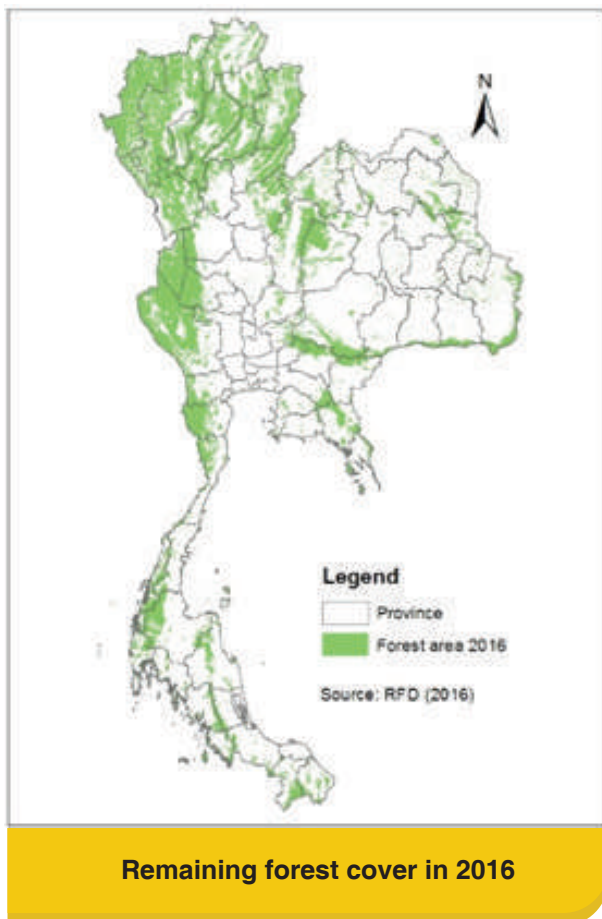 N
Legend
Province
Forest area 2016
Source: RFD (2016)
Remaining forest cover in 2016